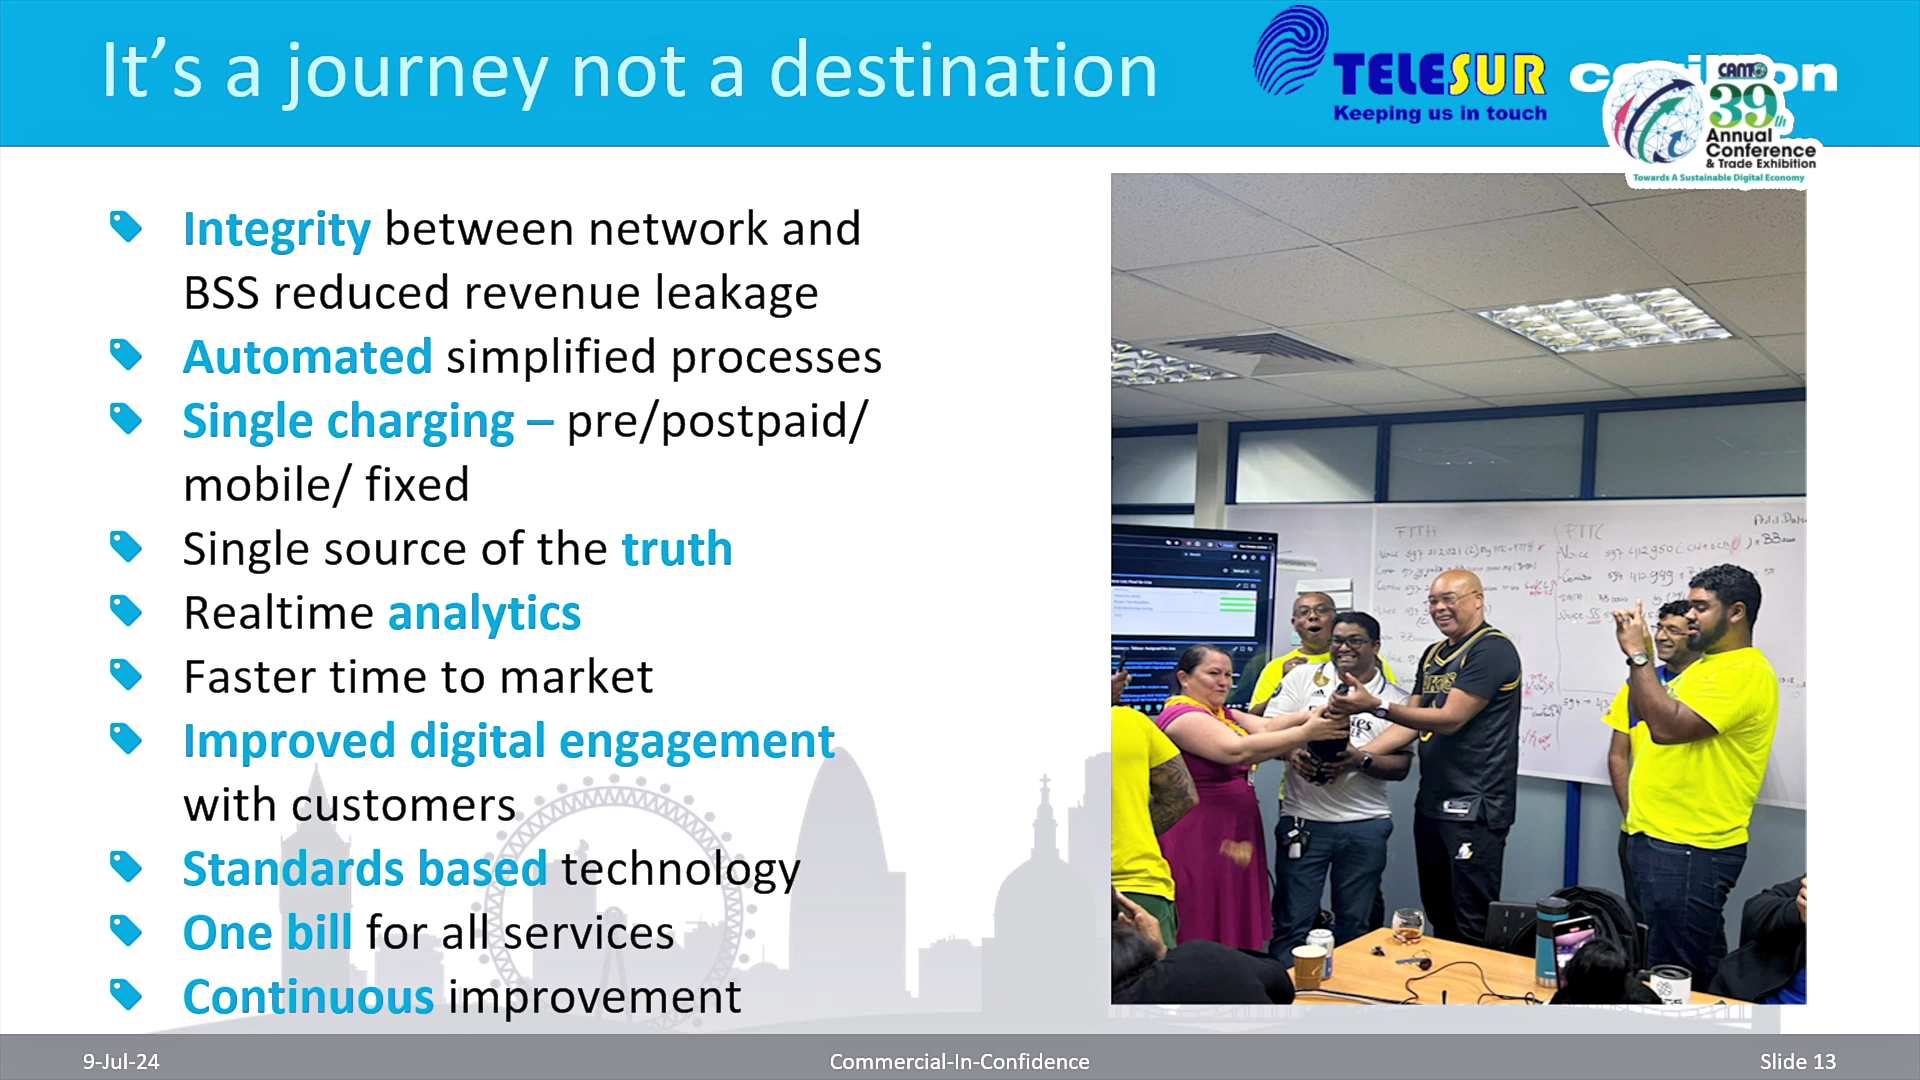 It's a journey not a destination
TELESUR
Keeping us in touch
CANTO
39th
Annual
Conference
& Trade Exhibition
Towards A Sustainable Digital Economy
Integrity between network and
BSS reduced revenue leakage
Automated simplified processes
Single charging – pre/postpaid/
mobile/ fixed
Single source of the truth
Realtime analytics
Faster time to market
Improved digital engagement
with customers
Standards based technology
One bill for all services
Continuous improvement
FTTH
FTTC
9-Jul-24
Commercial-In-Confidence
Slide 13